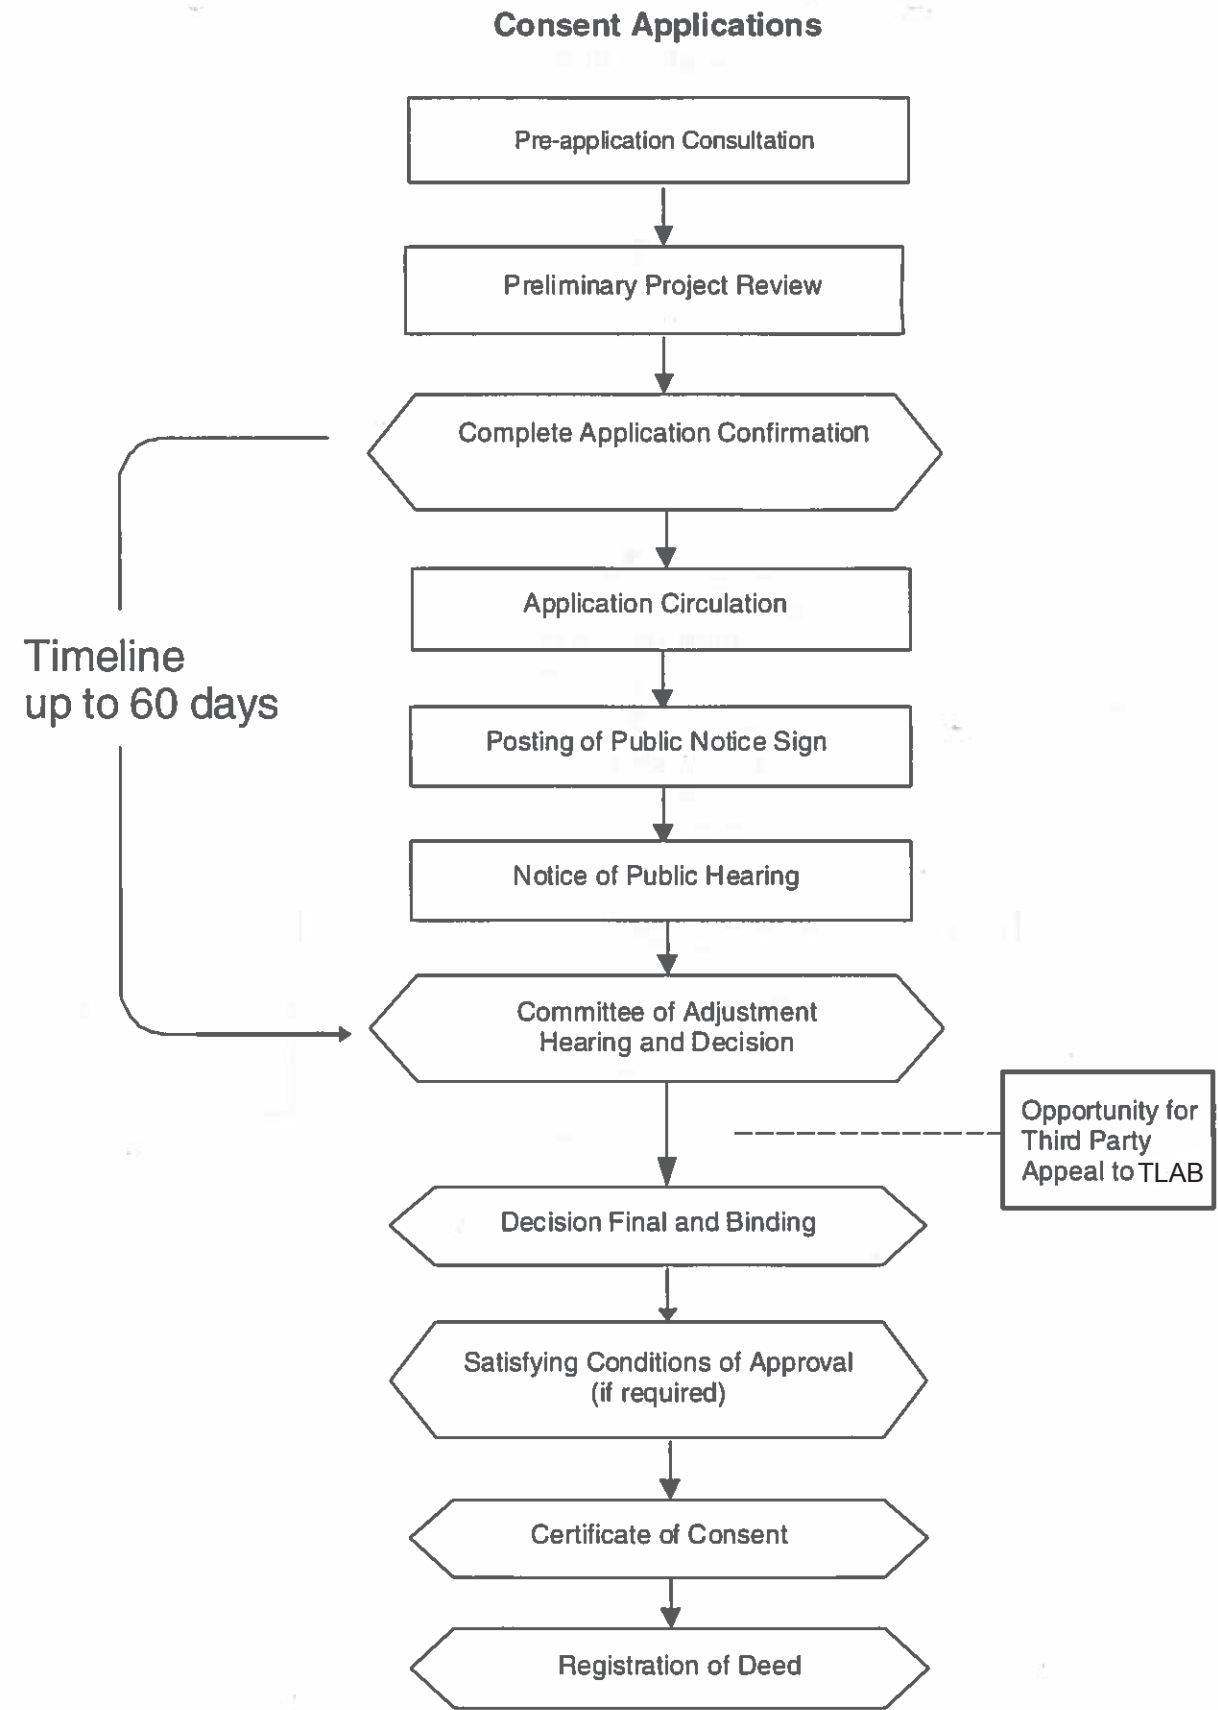 Consent Applications
Pre-application Consultation
Preliminary Project Review
Complete Application Confirmation
Application Circulation
Timeline
up to 60 days
Posting of Public Notice Sign
Notice of Public Hearing
Committee of Adjustment
Hearing and Decision
Opportunity for
Third Party
Appeal to TLAB
Decision Final and Binding
Satisfying Conditions of Approval
(if required)
Certificate of Consent
Registration of Deed